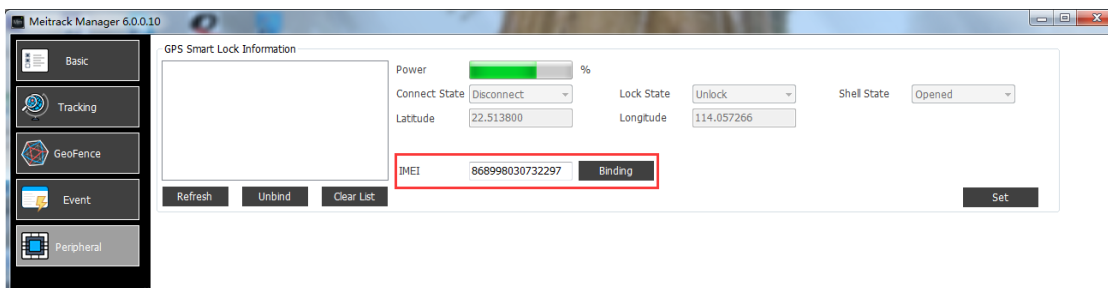 Meitrack Manager 6.0.0.10
Basic
Tracking
GeoFence
Event
Peripheral
GPS Smart Lock Information
Power %
Connect State Disconnect Lock State Unlock Shell State Opened
Latitude 22.513800 Longitude 114.057266
IMEI 868998030732297 Binding
Refresh Unbind Clear List Set